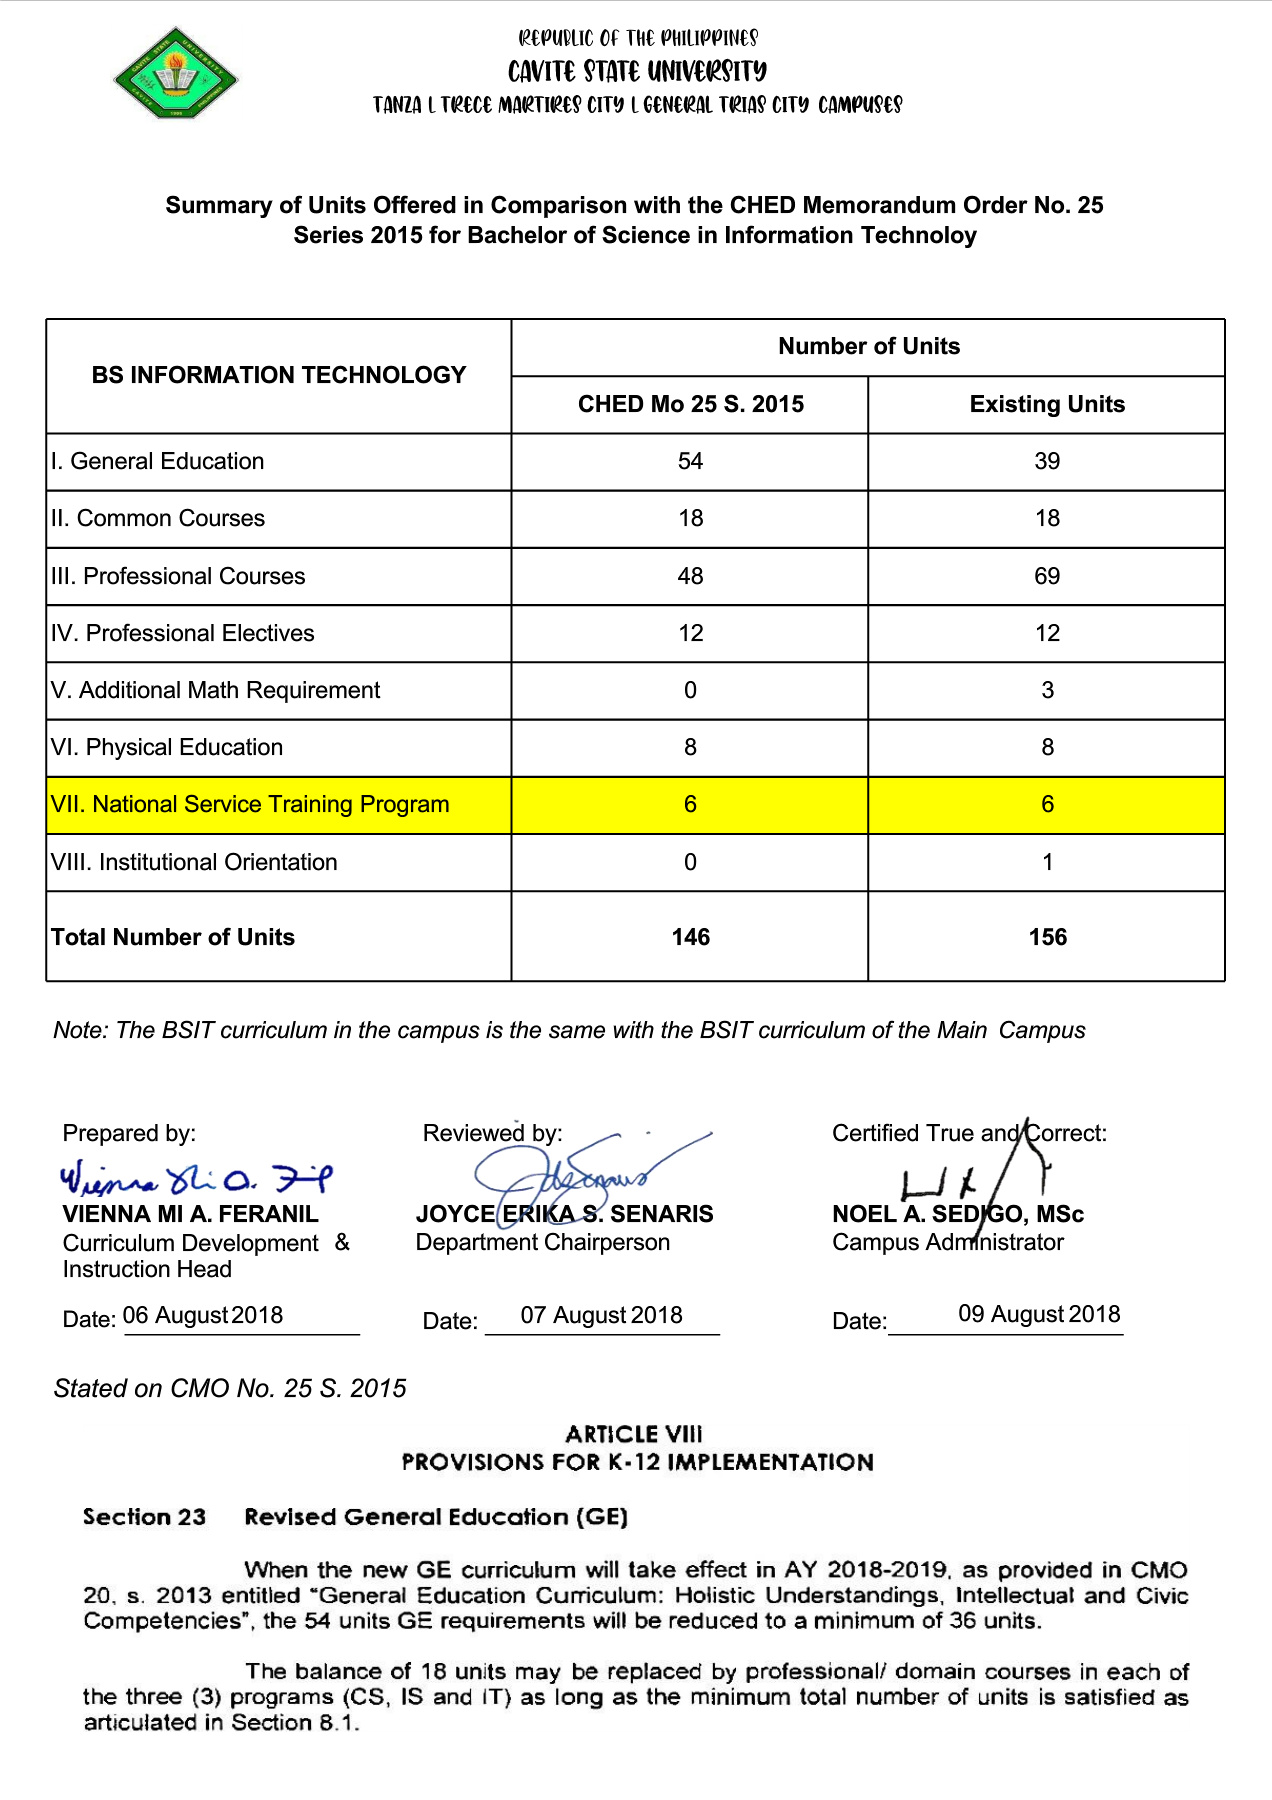 REPUBLIC OF THE PHILIPPINES
CAVITE STATE UNIVERSITY
TANZA L TRECE MARTIRES CITY L GENERAL TRIAS CITY CAMPUSES
CAVITE STATE UNIVERSITY
CAVITE PHILIPPINES
1906
Summary of Units Offered in Comparison with the CHED Memorandum Order No. 25
Series 2015 for Bachelor of Science in Information Technoloy
BS INFORMATION TECHNOLOGY
Number of Units
CHED Mo 25 S. 2015 Existing Units
I. General Education 54 39
II. Common Courses 18 18
III. Professional Courses 48 69
IV. Professional Electives 12 12
V. Additional Math Requirement 0 3
VI. Physical Education 8 8
VII. National Service Training Program 6 6
VIII. Institutional Orientation 0 1
Total Number of Units 146 156
Note: The BSIT curriculum in the campus is the same with the BSIT curriculum of the Main Campus
Prepared by: Reviewed by: Certified True and Correct:
VIENNA MI A. FERANIL JOYCE ERIKA S. SENARIS NOEL A. SEDIGO, MSc
Curriculum Development & Department Chairperson Campus Administrator
Instruction Head
Date: 06 August 2018 Date: 07 August 2018 Date: 09 August 2018
Stated on CMO No. 25 S. 2015
ARTICLE VIII
PROVISIONS FOR K-12 IMPLEMENTATION
Section 23 Revised General Education (GE)
When the new GE curriculum will take effect in AY 2018-2019, as provided in CMO
20, s. 2013 entitled "General Education Curriculum: Holistic Understandings, Intellectual and Civic
Competencies", the 54 units GE requirements will be reduced to a minimum of 36 units.
The balance of 18 units may be replaced by professional/ domain courses in each of
the three (3) programs (CS, IS and IT) as long as the minimum total number of units is satisfied as
articulated in Section 8.1.